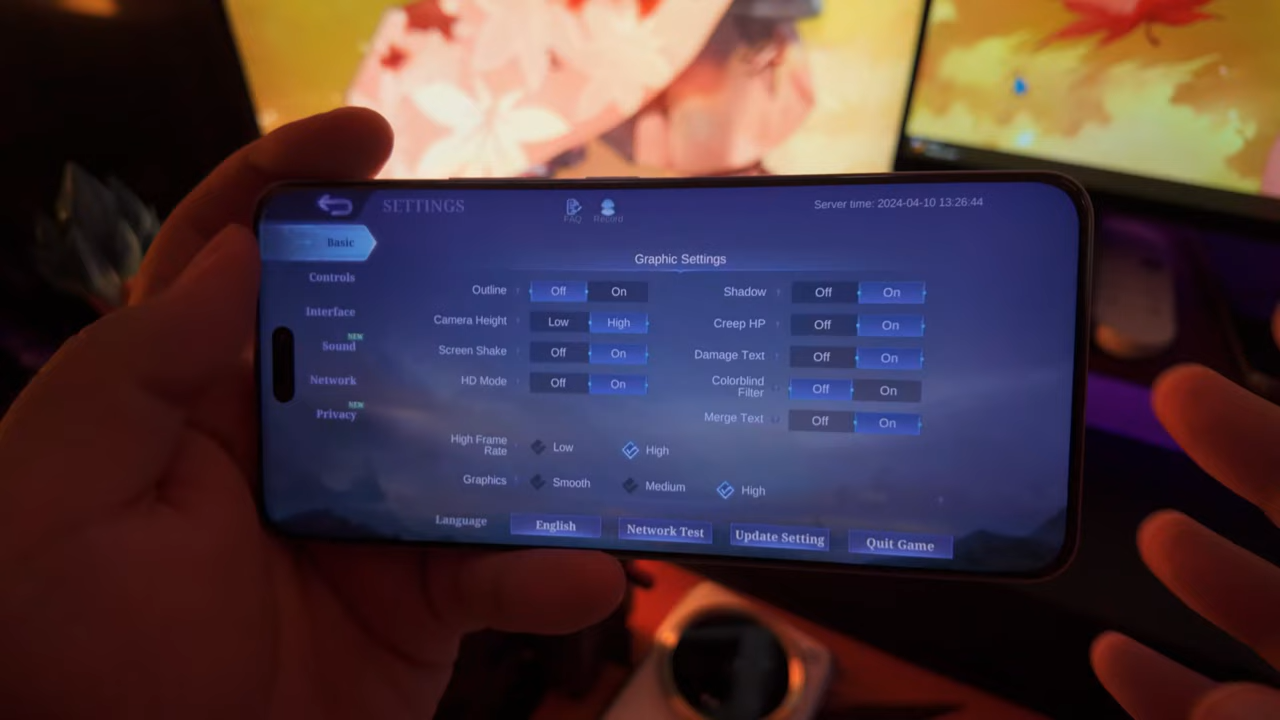 SETTINGS
FAQ
Record
Server time: 2024-04-10 13:26:44
Basic
Controls
Interface
NEW
Sound
Network
NEW
Privacy
Graphic Settings
Outline Off On
Shadow Off On
Camera Height Low High
Creep HP Off On
Screen Shake Off On
Damage Text Off On
HD Mode Off On
Colorblind
Filter Off On
Merge Text Off On
High Frame
Rate Low High
Graphics Smooth Medium High
Language English Network Test Update Setting Quit Game